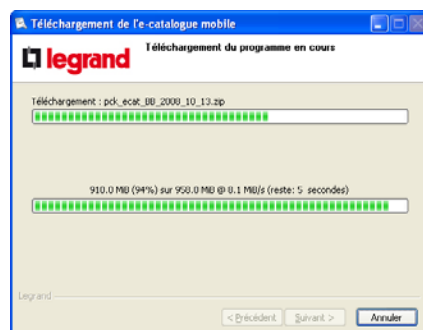 Téléchargement de l'e-catalogue mobile
legrand
Téléchargement du programme en cours
Téléchargement : pck_ecat_BB_2008_10_13.zip
910.0 MB (94%) sur 958.0 MB @ 8.1 MB/s (reste: 5 secondes)
Legrand
< Précédent
Suivant >
Annuler